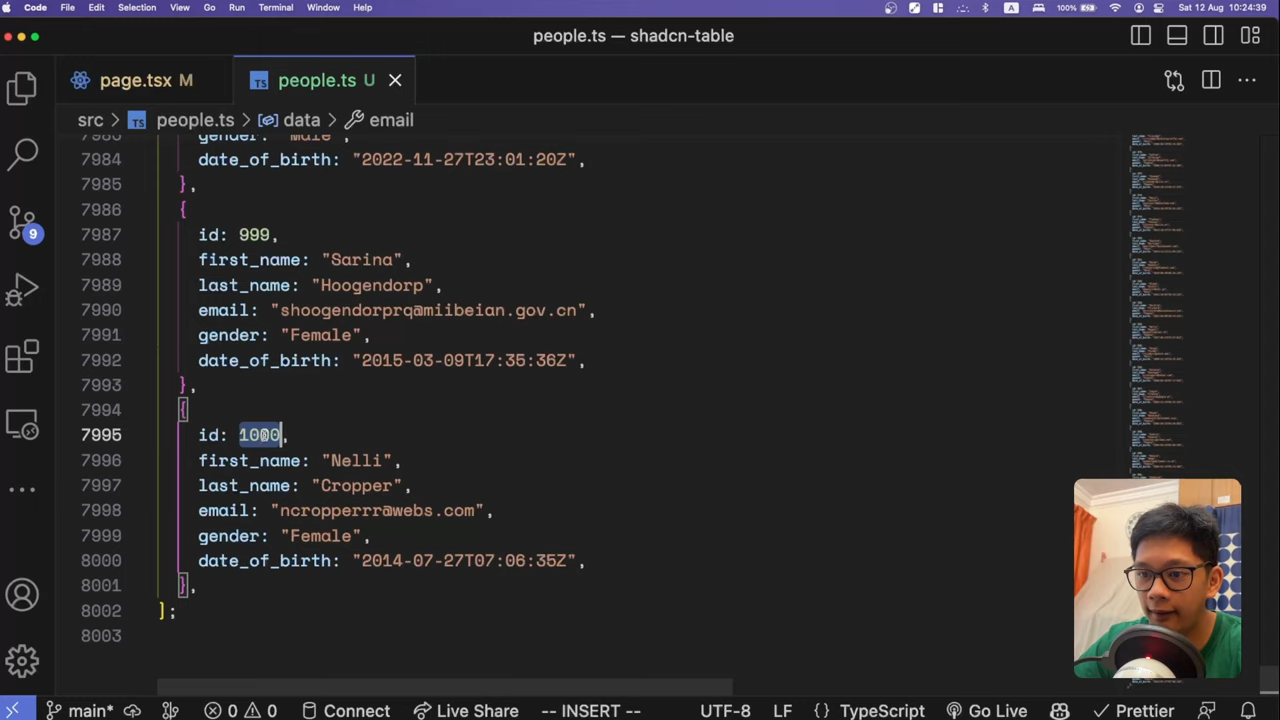 Code File Edit Selection View Go Run Terminal Window Help 100% Sat 12 Aug 10:24:39
people.ts — shadcn-table
page.tsx M people.ts U
src > people.ts > data > email
gender: "Male",
7984 date_of_birth: "2022-11-27T23:01:20Z",
7985 },
7986 {
7987 id: 999,
7988 first_name: "Sarina",
7989 last_name: "Hoogendorp",
7990 email: "shoogendorprq@miibeian.gov.cn",
7991 gender: "Female",
7992 date_of_birth:
7993 },
7994 {
7995 id: 1000,
7996 first_name: "Nelli",
7997 last_name: "Cropper",
7998 email: "ncropperrr@webs.com",
7999 gender: "Female",
8000 date_of_birth: "2014-07-27T07:06:35Z",
8001 },
8002 ];
8003
9
main* 0 0 Connect Live Share -- INSERT -- UTF-8 LF {} TypeScript Go Live Prettier